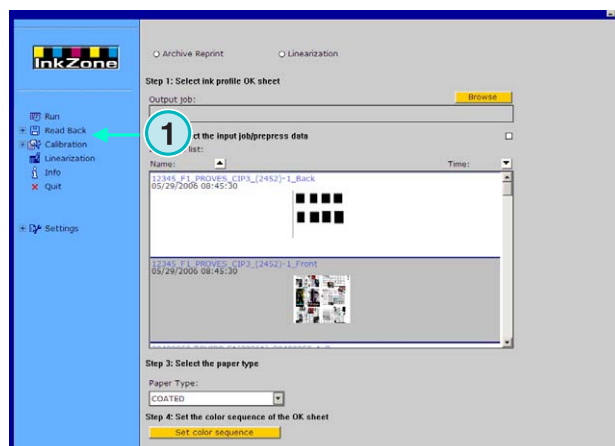 InkZone
Archive Reprint
Linearization
Step 1: Select ink profile OK sheet
Output job:
Browse
Run
Read Back
Calibration
Linearization
Info
Quit
Settings
1
ct the input job/prepress data
list:
Name:
Time:
12345_F1_PROVES_CIP3_(2452)-1_Back
05/29/2006 08:45:30
12345_F1_PROVES_CIP3_(2452)-1_Front
05/29/2006 08:45:30
Step 3: Select the paper type
Paper Type:
COATED
Step 4: Set the color sequence of the OK sheet
Set color sequence